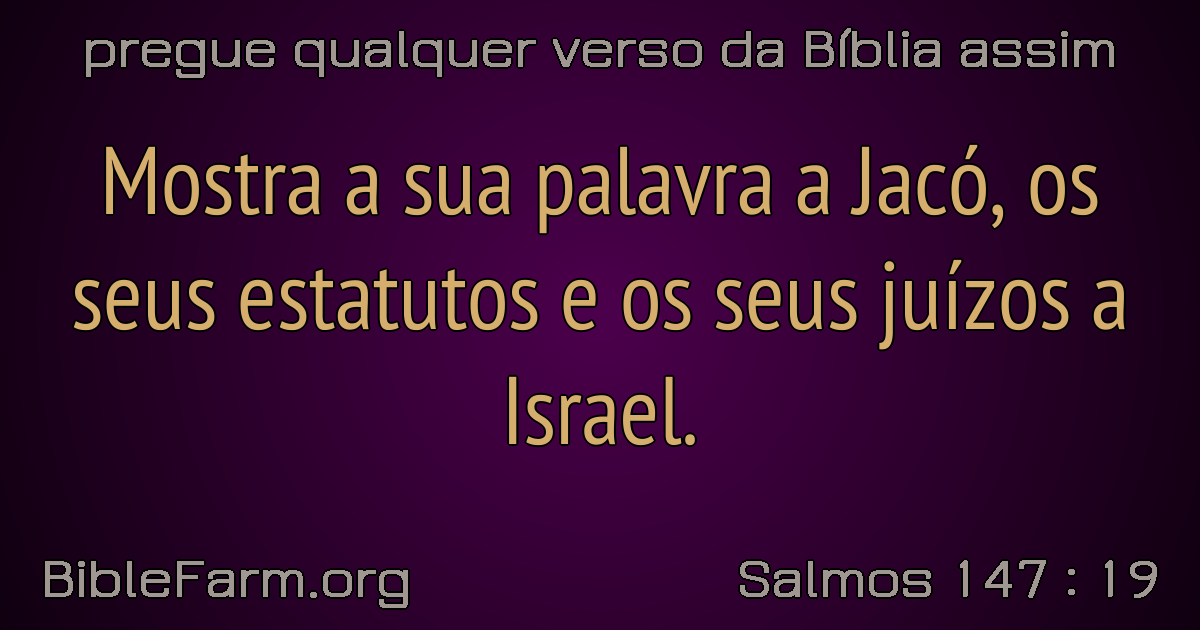 pregue qualquer verso da Bíblia assim
Mostra a sua palavra a Jacó, os
seus estatutos e os seus juízos a
Israel.
BibleFarm.org
Salmos 147 : 19